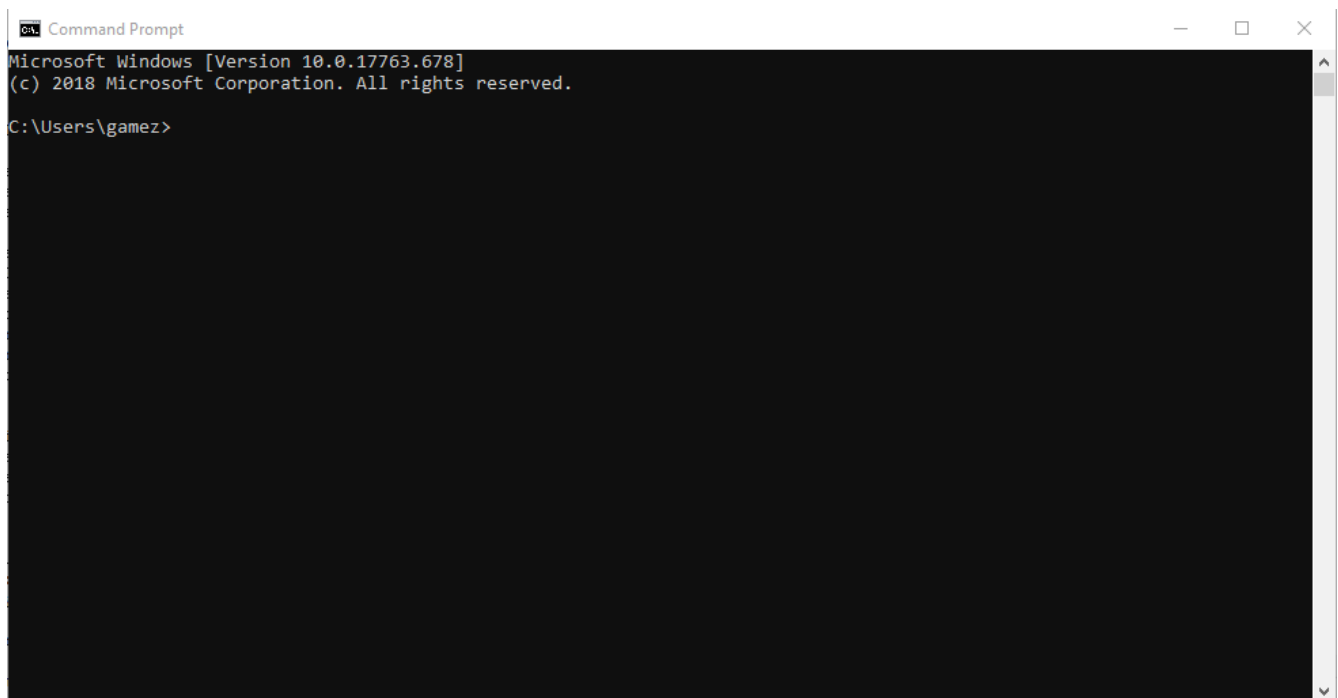 Command Prompt
Microsoft Windows [Version 10.0.17763.678]
(c) 2018 Microsoft Corporation. All rights reserved.
C:\Users\gamez>